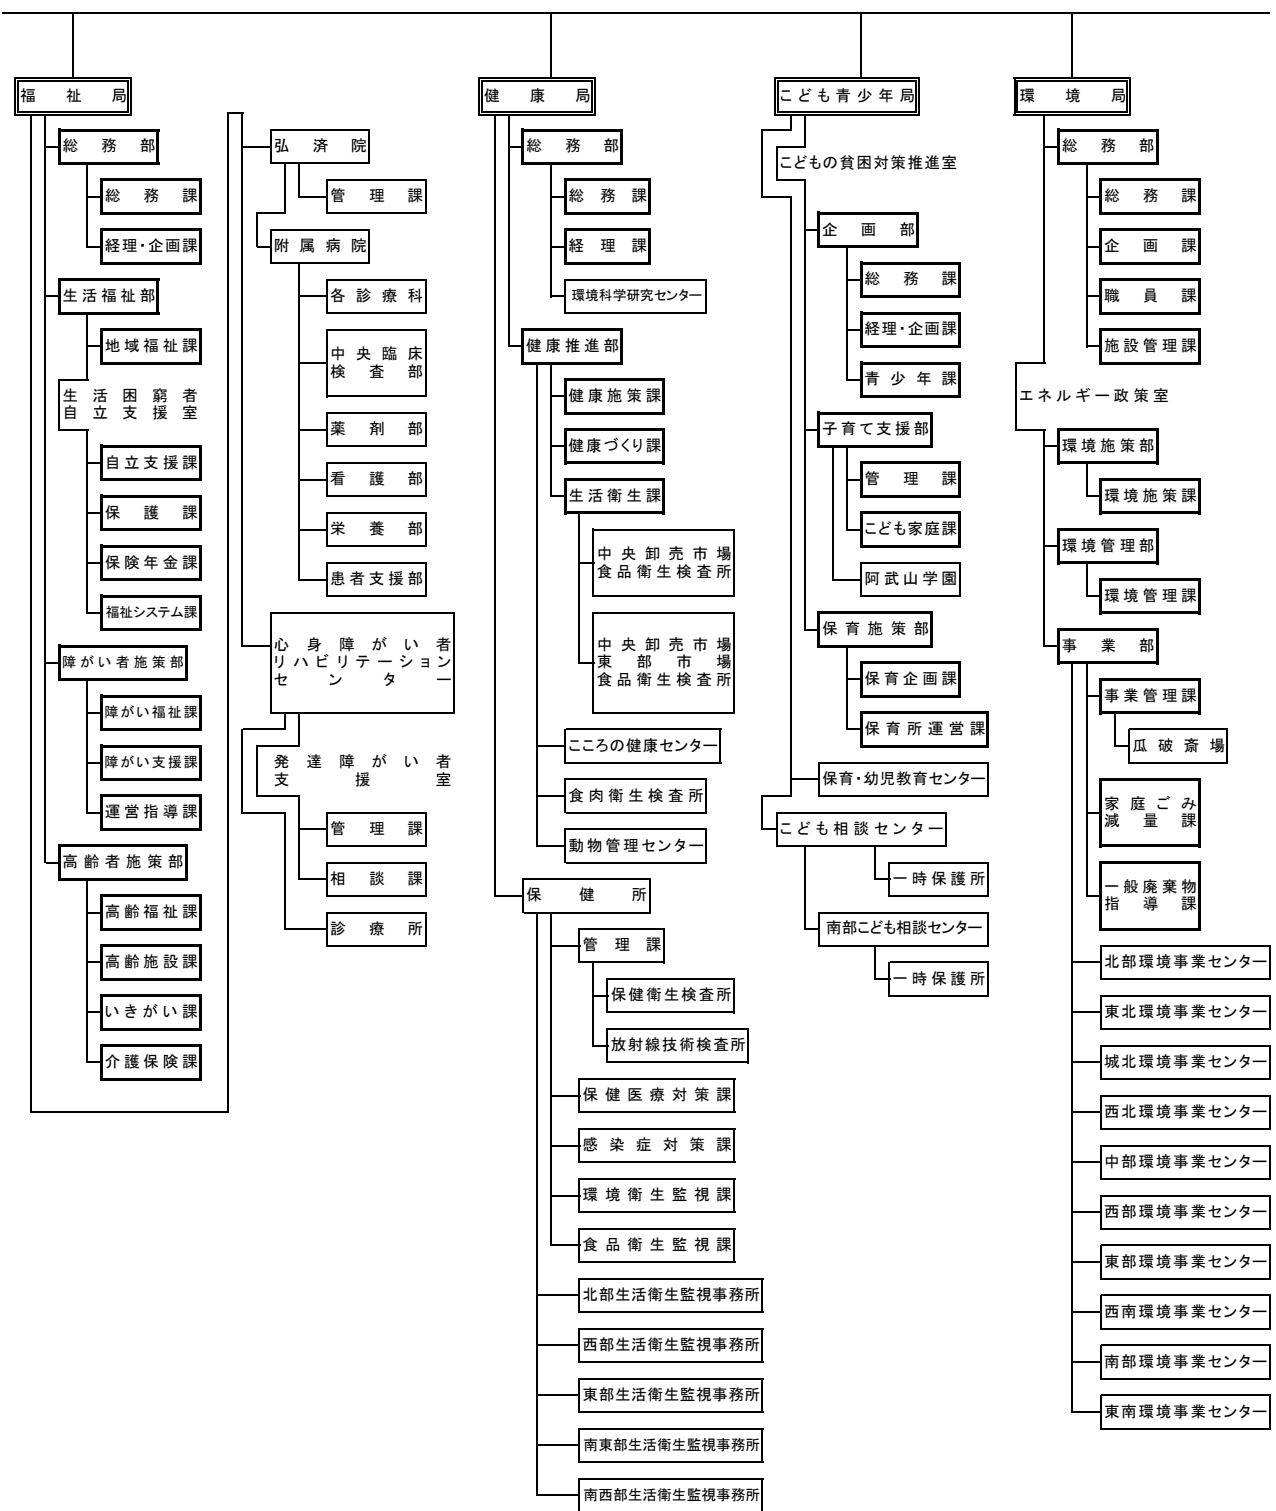 福祉局
総務部
総務課
経理・企画課
生活福祉部
地域福祉課
生活困窮者
自立支援室
自立支援課
保護課
保険年金課
福祉システム課
障がい者施策部
障がい福祉課
障がい支援課
運営指導課
高齢者施策部
高齢福祉課
高齢施設課
いきがい課
介護保険課
弘済院
管理課
附属病院
各診療科
中央臨床
検査部
薬剤部
看護部
栄養部
患者支援部
心身障がい者
リハビリテーション
センター
発達障がい者
支援室
管理課
相談課
診療所
健康局
総務部
総務課
経理課
環境科学研究センター
健康推進部
健康施策課
健康づくり課
生活衛生課
中央卸売市場
食品衛生検査所
中央卸売市場
東部市場
食品衛生検査所
こころの健康センター
食肉衛生検査所
動物管理センター
保健所
管理課
保健衛生検査所
放射線技術検査所
保健医療対策課
感染症対策課
環境衛生監視課
食品衛生監視課
北部生活衛生監視事務所
西部生活衛生監視事務所
東部生活衛生監視事務所
南東部生活衛生監視事務所
南西部生活衛生監視事務所
こども青少年局
こどもの貧困対策推進室
企画部
総務課
経理・企画課
青少年課
子育て支援部
管理課
こども家庭課
阿武山学園
保育施策部
保育企画課
保育所運営課
保育・幼児教育センター
こども相談センター
一時保護所
南部こども相談センター
一時保護所
環境局
総務部
総務課
企画課
職員課
施設管理課
エネルギー政策室
環境施策部
環境施策課
環境管理部
環境管理課
事業部
事業管理課
瓜破斎場
家庭ごみ
減量課
一般廃棄物
指導課
北部環境事業センター
東北環境事業センター
城北環境事業センター
西北環境事業センター
中部環境事業センター
西部環境事業センター
東部環境事業センター
西南環境事業センター
南部環境事業センター
東南環境事業センター